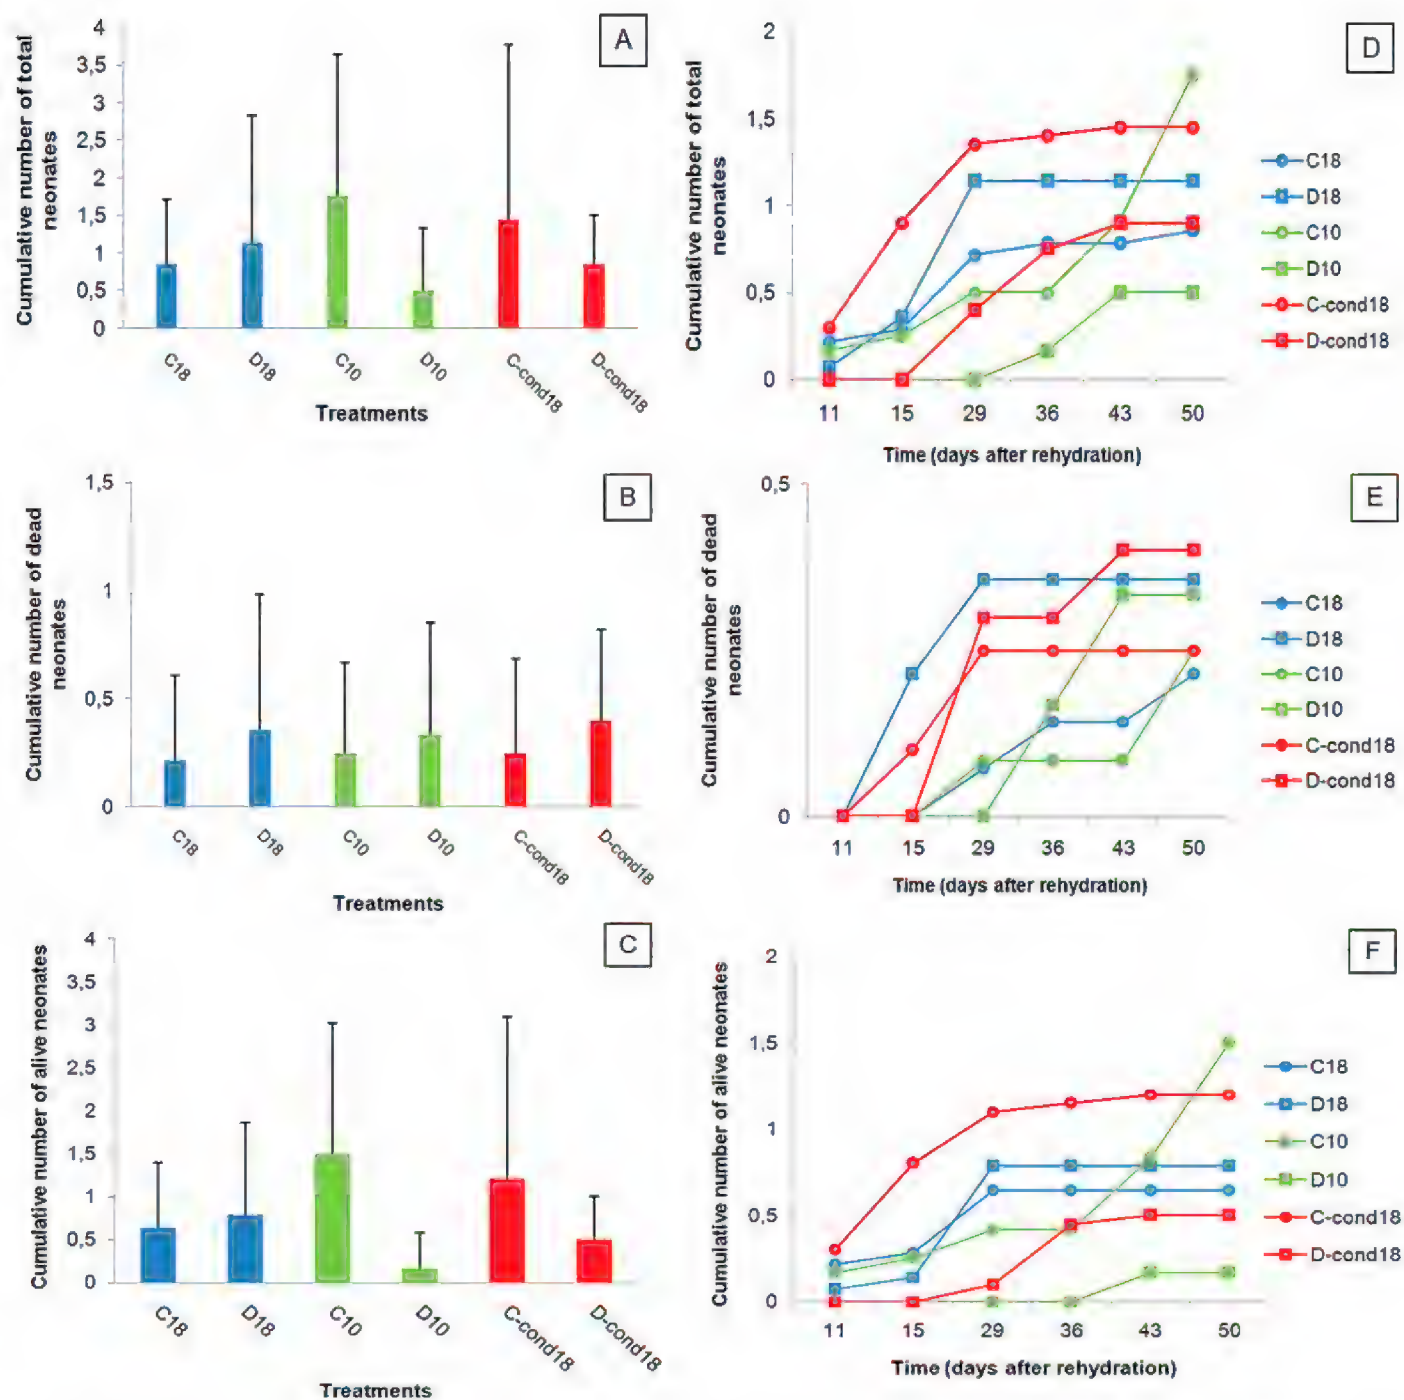 A
Cumulative number of total
neonates
4
3,5
3
2,5
2
1,5
1
0,5
0
C18
D18
C10
D10
C-cond18
D-cond18
Treatments
D
Cumulative number of total
neonates
2
1,5
1
0,5
0
11 15 29 36 43 50
Time (days after rehydration)
C18
D18
C10
D10
C-cond18
D-cond18
B
Cumulative number of dead
neonates
1,5
1
0,5
0
C18
D18
C10
D10
C-cond18
D-cond18
Treatments
E
Cumulative number of dead
neonates
0,5
0
11 15 29 36 43 50
Time (days after rehydration)
C18
D18
C10
D10
C-cond18
D-cond18
C
Cumulative number of alive neonates
4
3,5
3
2,5
2
1,5
1
0,5
0
C18
D18
C10
D10
C-cond18
D-cond18
Treatments
F
Cumulative number of alive neonates
2
1,5
1
0,5
0
11 15 29 36 43 50
Time (days after rehydration)
C18
D18
C10
D10
C-cond18
D-cond18